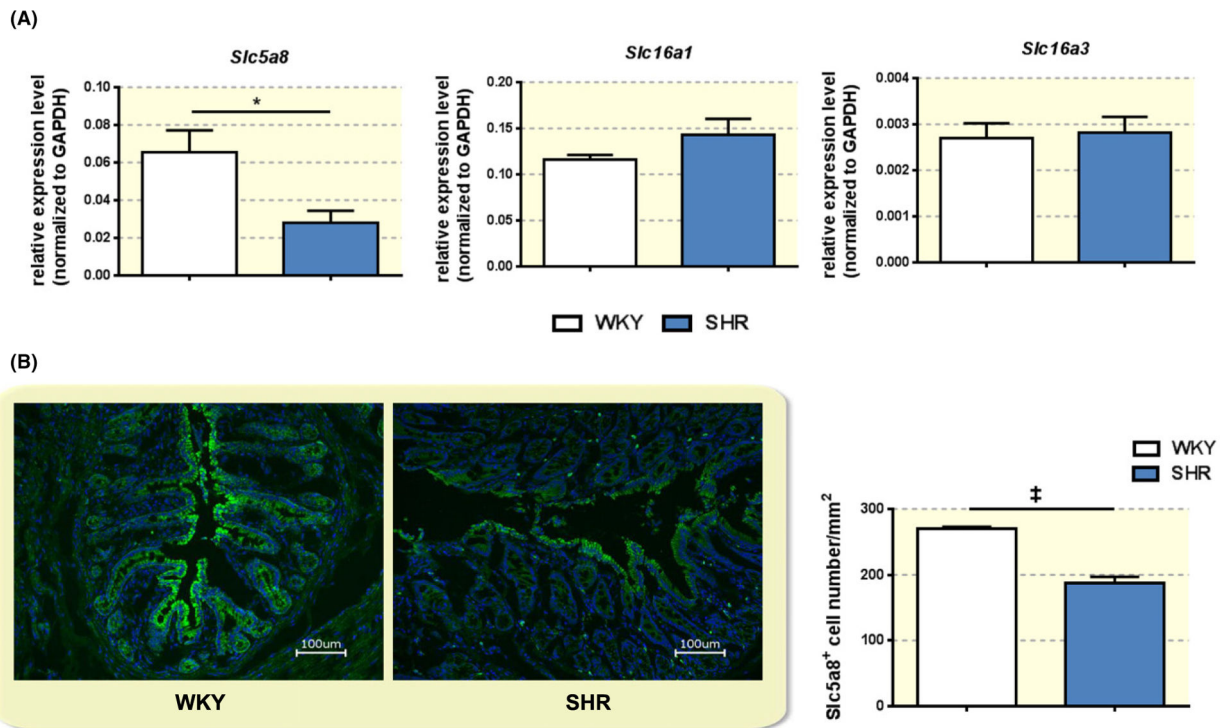 (A)
Slc5a8
relative expression level
(normalized to GAPDH)
0.10
0.08
0.06
0.04
0.02
0.00
*
Slc16a1
relative expression level
(normalized to GAPDH)
0.20
0.15
0.10
0.05
0.00
Slc16a3
relative expression level
(normalized to GAPDH)
0.004
0.003
0.002
0.001
0.000
WKY SHR
(B)
100um
100um
WKY
SHR
WKY
SHR
Slc5a8⁺ cell number/mm²
300
200
100
0
‡